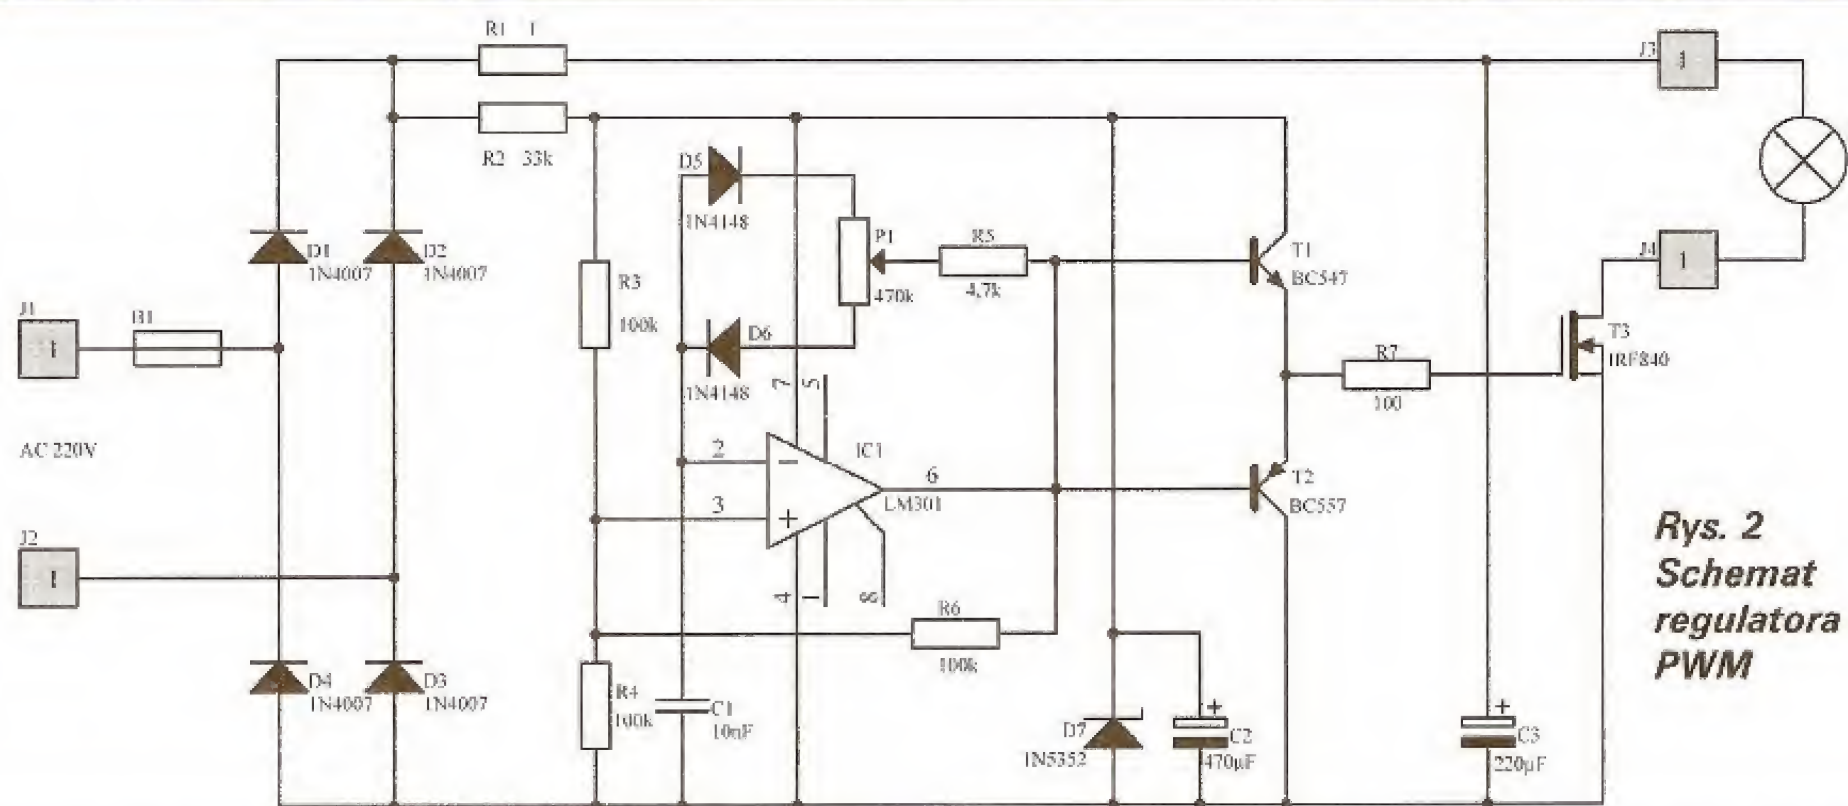 R1 1
R2 33k
D1
1N4007
D2
1N4007
J1
1
B1
AC 220V
J2
1
D4
1N4007
D3
1N4007
R3
100k
R4
100k
D5
1N4148
D6
1N4148
P1
470k
R5
4,7k
7
5
2
3
6
IC1
LM301
4
1
8
R6
100k
C1
10nF
D7
1N5352
C2
470µF
+
T1
BC547
T2
BC557
R7
100
T3
IRF840
J3
1
J4
1
C3
220µF
+
Rys. 2
Schemat
regulatora
PWM